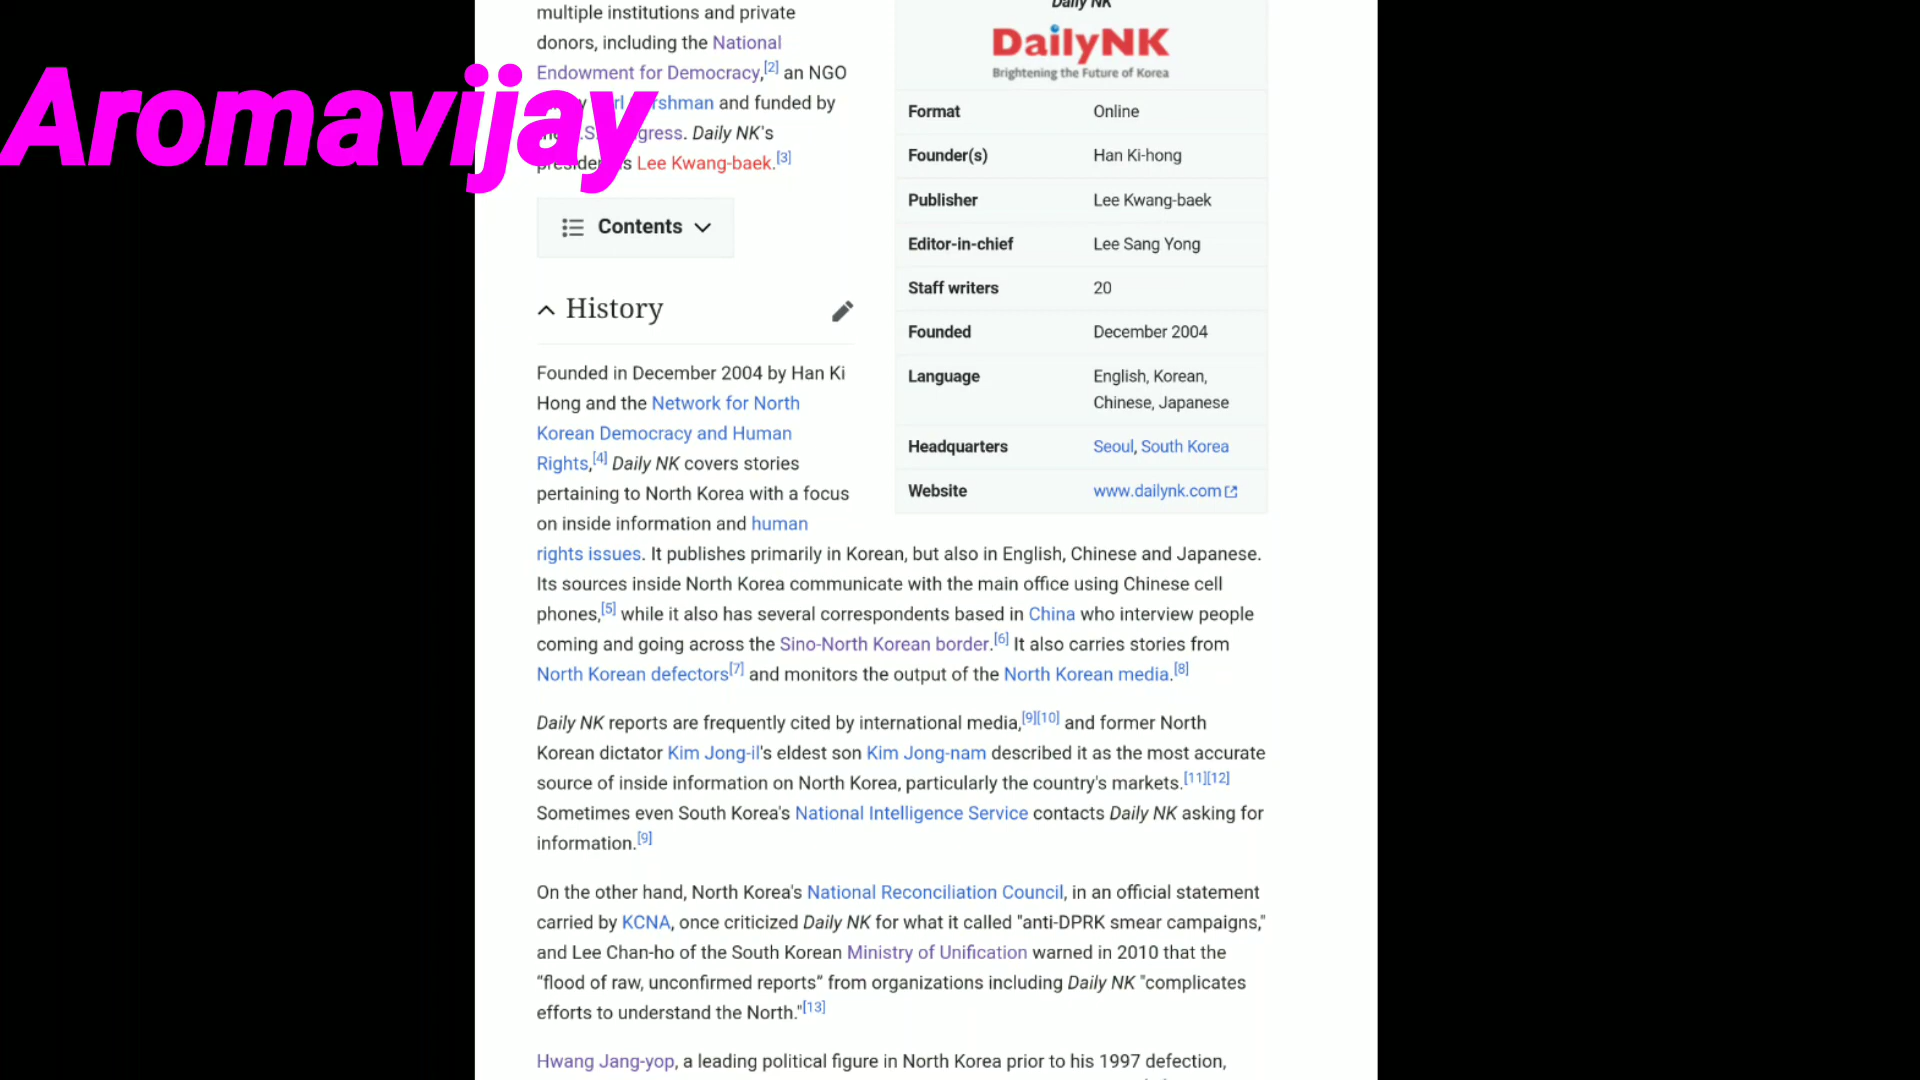 multiple institutions and private
donors, including the National
Endowment for Democracy,[2] an NGO
and funded by
Daily NK's
Lee Kwang-baek.[3]
Aromavijay
Contents
History
Founded in December 2004 by Han Ki
Hong and the Network for North
Korean Democracy and Human
Rights,[4] Daily NK covers stories
pertaining to North Korea with a focus
on inside information and human
rights issues. It publishes primarily in Korean, but also in English, Chinese and Japanese.
Its sources inside North Korea communicate with the main office using Chinese cell
phones,[5] while it also has several correspondents based in China who interview people
coming and going across the Sino-North Korean border.[6] It also carries stories from
North Korean defectors[7] and monitors the output of the North Korean media.[8]
Daily NK reports are frequently cited by international media,[9][10] and former North
Korean dictator Kim Jong-il's eldest son Kim Jong-nam described it as the most accurate
source of inside information on North Korea, particularly the country's markets.[11][12]
Sometimes even South Korea's National Intelligence Service contacts Daily NK asking for
information.[9]
On the other hand, North Korea's National Reconciliation Council, in an official statement
carried by KCNA, once criticized Daily NK for what it called "anti-DPRK smear campaigns,"
and Lee Chan-ho of the South Korean Ministry of Unification warned in 2010 that the
“flood of raw, unconfirmed reports” from organizations including Daily NK "complicates
efforts to understand the North."[13]
Hwang Jang-yop, a leading political figure in North Korea prior to his 1997 defection,
Daily NK
DailyNK
Brightening the Future of Korea
Format Online
Founder(s) Han Ki-hong
Publisher Lee Kwang-baek
Editor-in-chief Lee Sang Yong
Staff writers 20
Founded December 2004
Language English, Korean,
Chinese, Japanese
Headquarters Seoul, South Korea
Website www.dailynk.com